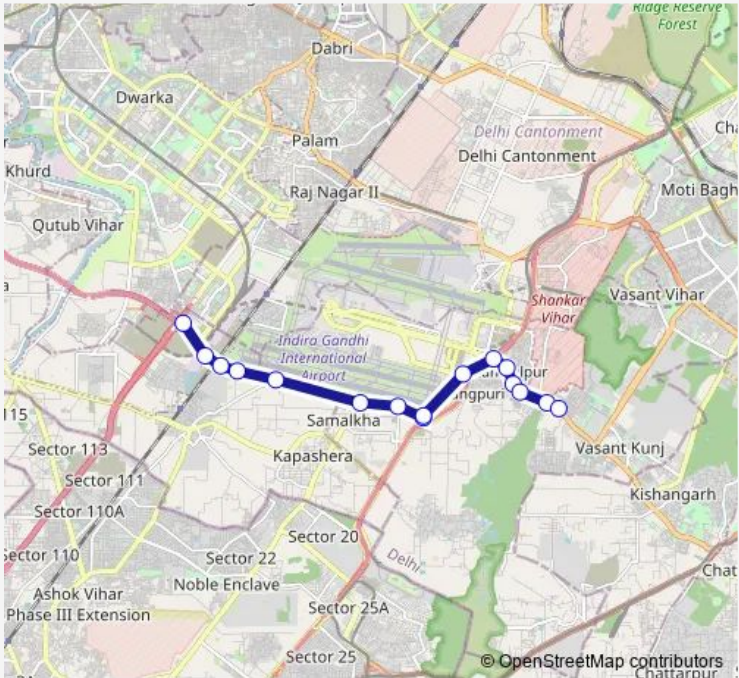 Ridge Reserve
Forest
Dabri
Dwarka
Delhi Cantonment
Cha
Palam
Delhi Cantonment
Khurd
Raj Nagar II
Moti Bagh
Qutub Vihar
Vasant Vihar
Shankar
Vihar
Indira Gandhi
International
Airport
115
Samalkha
Vasant Kunj
Sector 113
Kapashera
Sector 111
Kishangarh
Sector 110A
Sector 20
Sector 110
Sector 22
Delhi
Chat
Ashok Vihar
Phase III Extension
Noble Enclave
Sector 25A
Sector 25
© OpenStreetMap contributors
Chattarpur